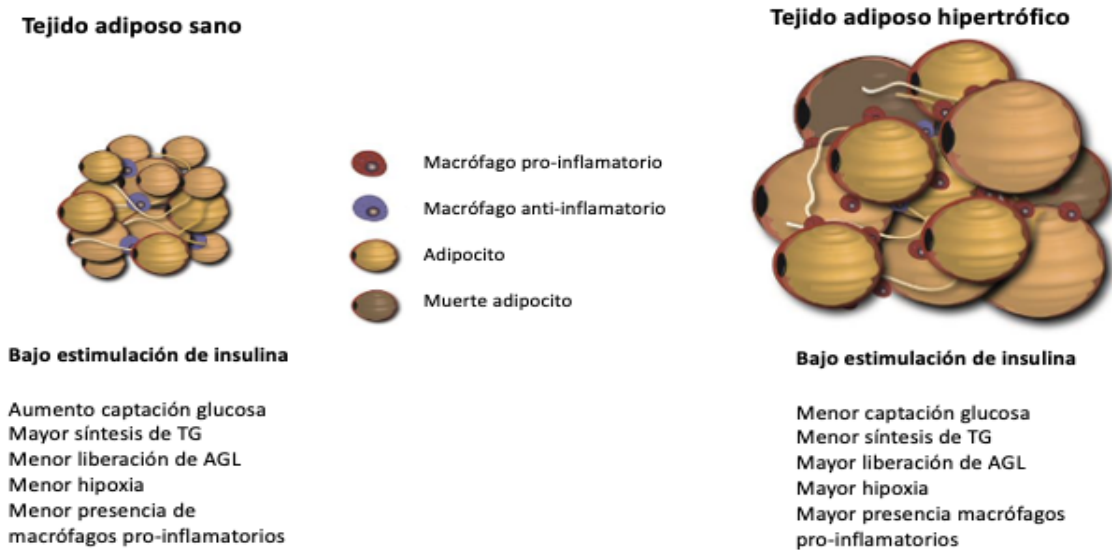 Tejido adiposo sano
Tejido adiposo hipertrófico
Macrófago pro-inflamatorio
Macrófago anti-inflamatorio
Adipocito
Muerte adipocito
Bajo estimulación de insulina
Aumento captación glucosa
Mayor síntesis de TG
Menor liberación de AGL
Menor hipoxia
Menor presencia de
macrófagos pro-inflamatorios
Bajo estimulación de insulina
Menor captación glucosa
Menor síntesis de TG
Mayor liberación de AGL
Mayor hipoxia
Mayor presencia macrófagos
pro-inflamatorios